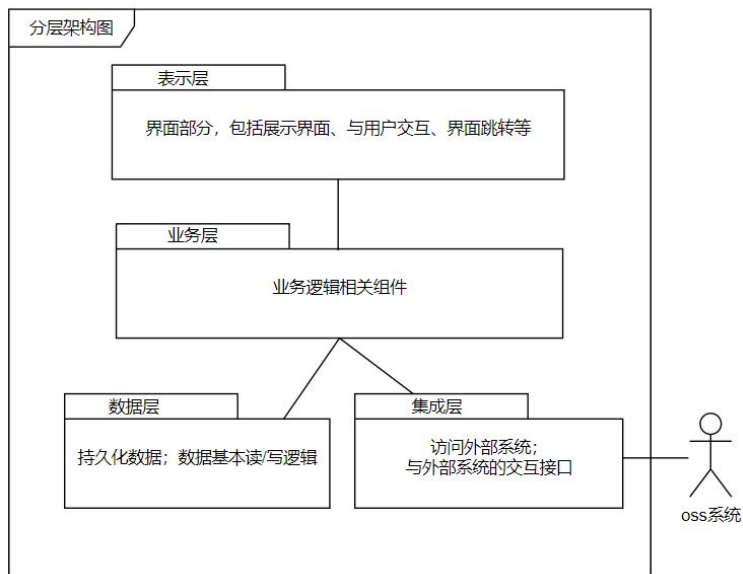 分层架构图
表示层
界面部分，包括展示界面、与用户交互、界面跳转等
业务层
业务逻辑相关组件
数据层
持久化数据；数据基本读/写逻辑
集成层
访问外部系统；
与外部系统的交互接口
oss系统